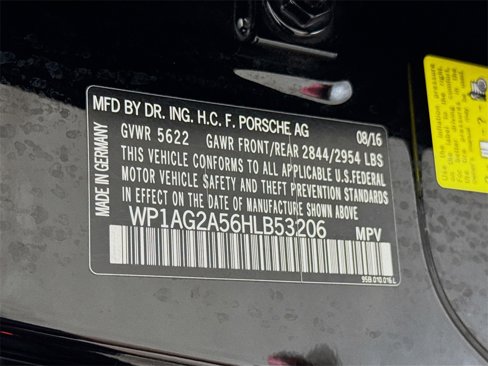 MFD BY DR. ING. H.C. F. PORSCHE AG 08/16
MADE IN GERMANY
GVWR 5622 GAWR FRONT/REAR 2844/2954 LBS
THIS VEHICLE CONFORMS TO ALL APPLICABLE U.S.FEDERAL
MOTOR VEHICLE SAFETY AND THEFT PREVENTION STANDARDS
IN EFFECT ON THE DATE OF MANUFACTURE SHOWN ABOVE.
WP1AG2A56HLB53206 MPV
95B.010.016 L